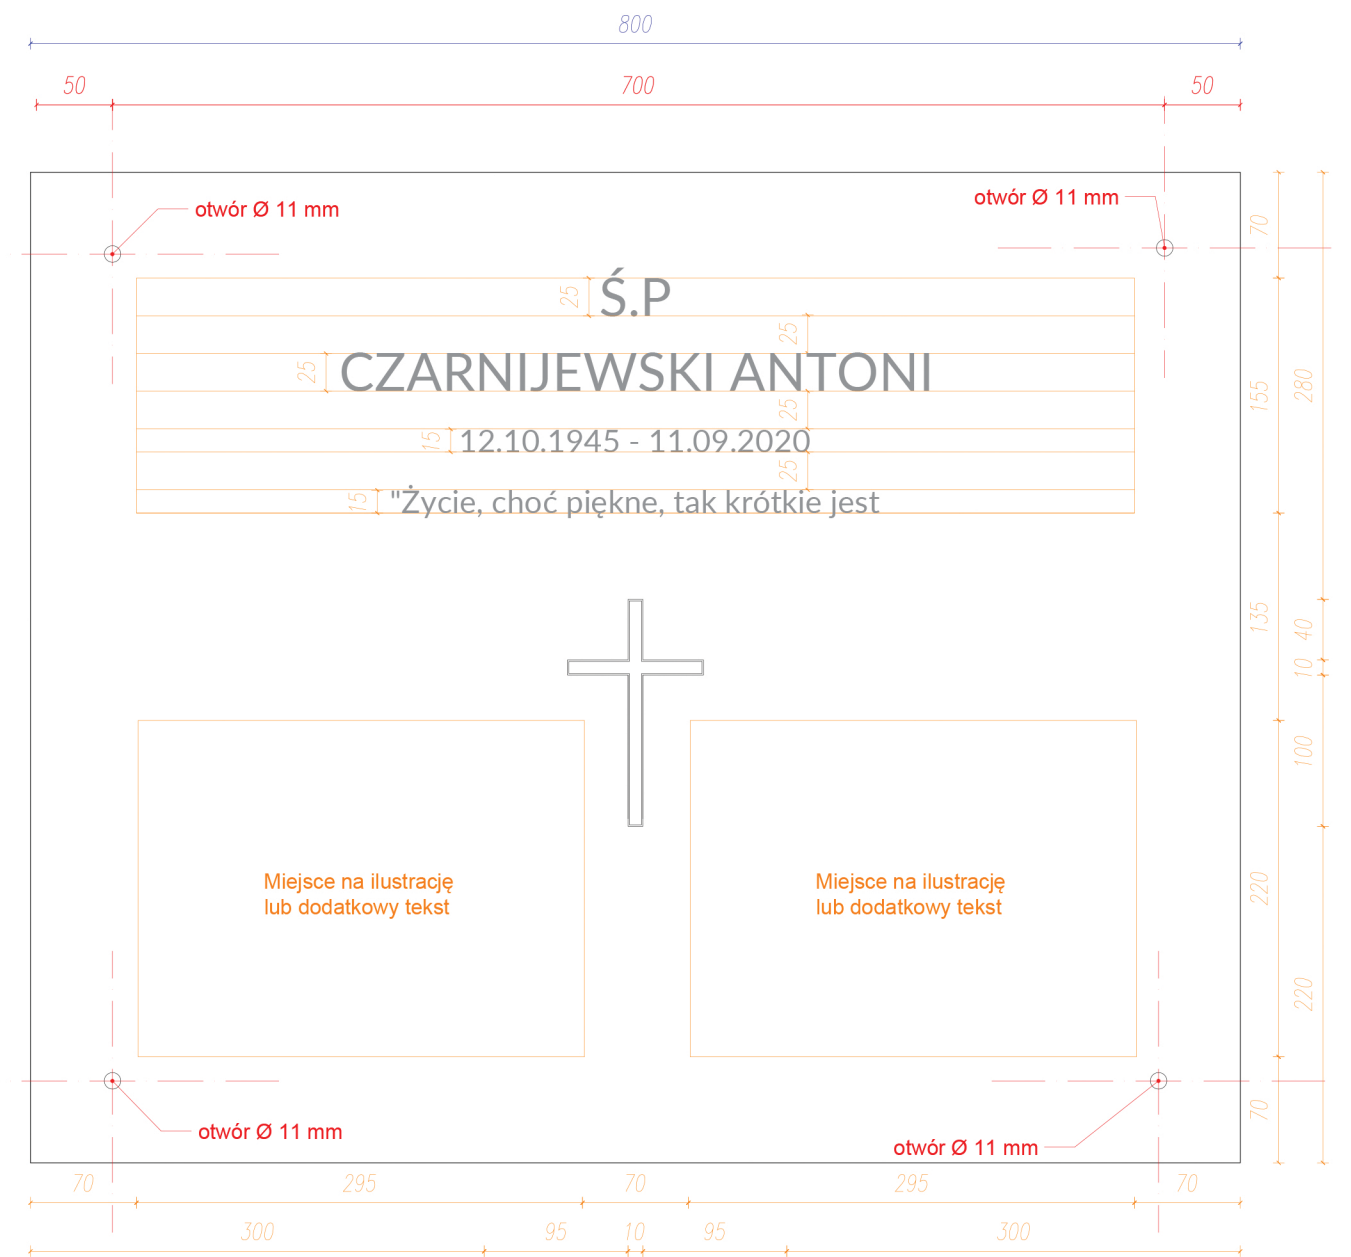 800
50 700 50
otwór Ø 11 mm
otwór Ø 11 mm
70
25 Ś.P
25
25 CZARNIJEWSKI ANTONI
155
280
25
15 12.10.1945 - 11.09.2020
25
15 "Życie, choć piękne, tak krótkie jest
135
40
10
100
Miejsce na ilustrację
lub dodatkowy tekst
Miejsce na ilustrację
lub dodatkowy tekst
220
220
70
otwór Ø 11 mm
otwór Ø 11 mm
70 295 70 295 70
300 95 10 95 300